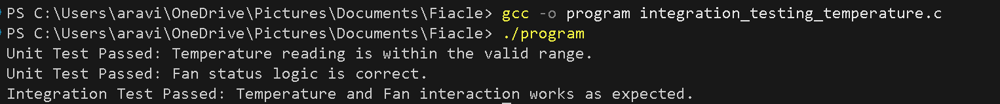 PS C:\Users\aravi\OneDrive\Pictures\Documents\Fiacle> gcc -o program integration_testing_temperature.c
PS C:\Users\aravi\OneDrive\Pictures\Documents\Fiacle> ./program
Unit Test Passed: Temperature reading is within the valid range.
Unit Test Passed: Fan status logic is correct.
Integration Test Passed: Temperature and Fan interaction works as expected.